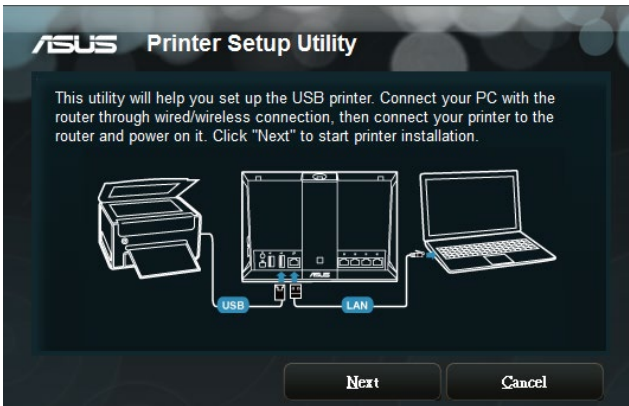 ASUS Printer Setup Utility
This utility will help you set up the USB printer. Connect your PC with the
router through wired/wireless connection, then connect your printer to the
router and power on it. Click "Next" to start printer installation.
ASUS
USB
LAN
Next
Cancel